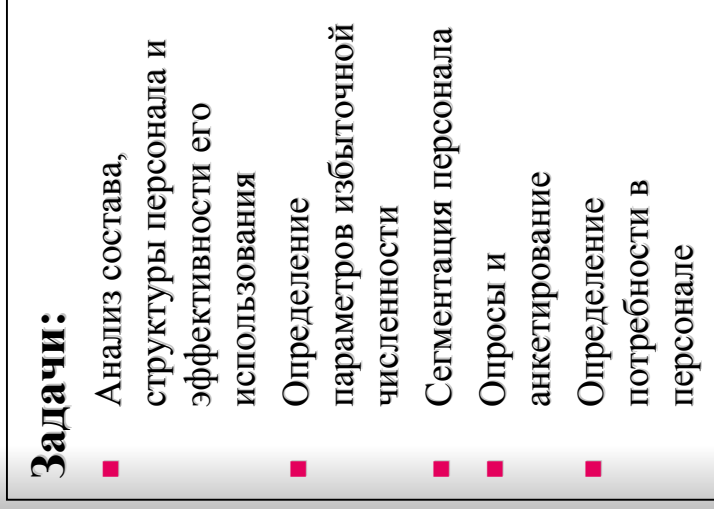 Задачи:
Анализ состава,
структуры персонала и
эффективности его
использования
Определение
параметров избыточной
численности
Сегментация персонала
Опросы и
анкетирование
Определение
потребности в
персонале